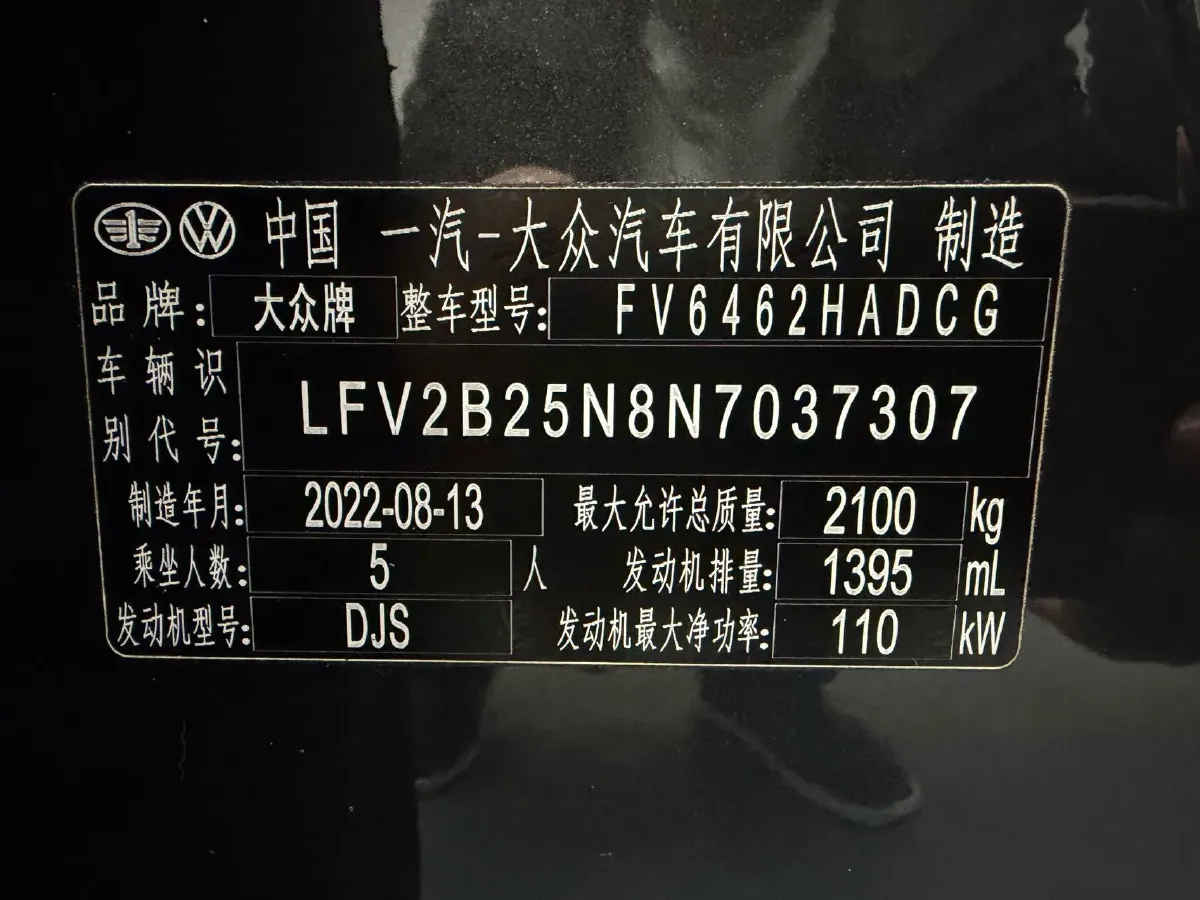 中国 一汽-大众汽车有限公司 制造
品牌: 大众牌 整车型号: FV6462HADCG
车辆识
别代号: LFV2B25N8N7037307
制造年月: 2022-08-13 最大允许总质量: 2100 kg
乘坐人数: 5 人 发动机排量: 1395 mL
发动机型号: DJS 发动机最大净功率: 110 kW